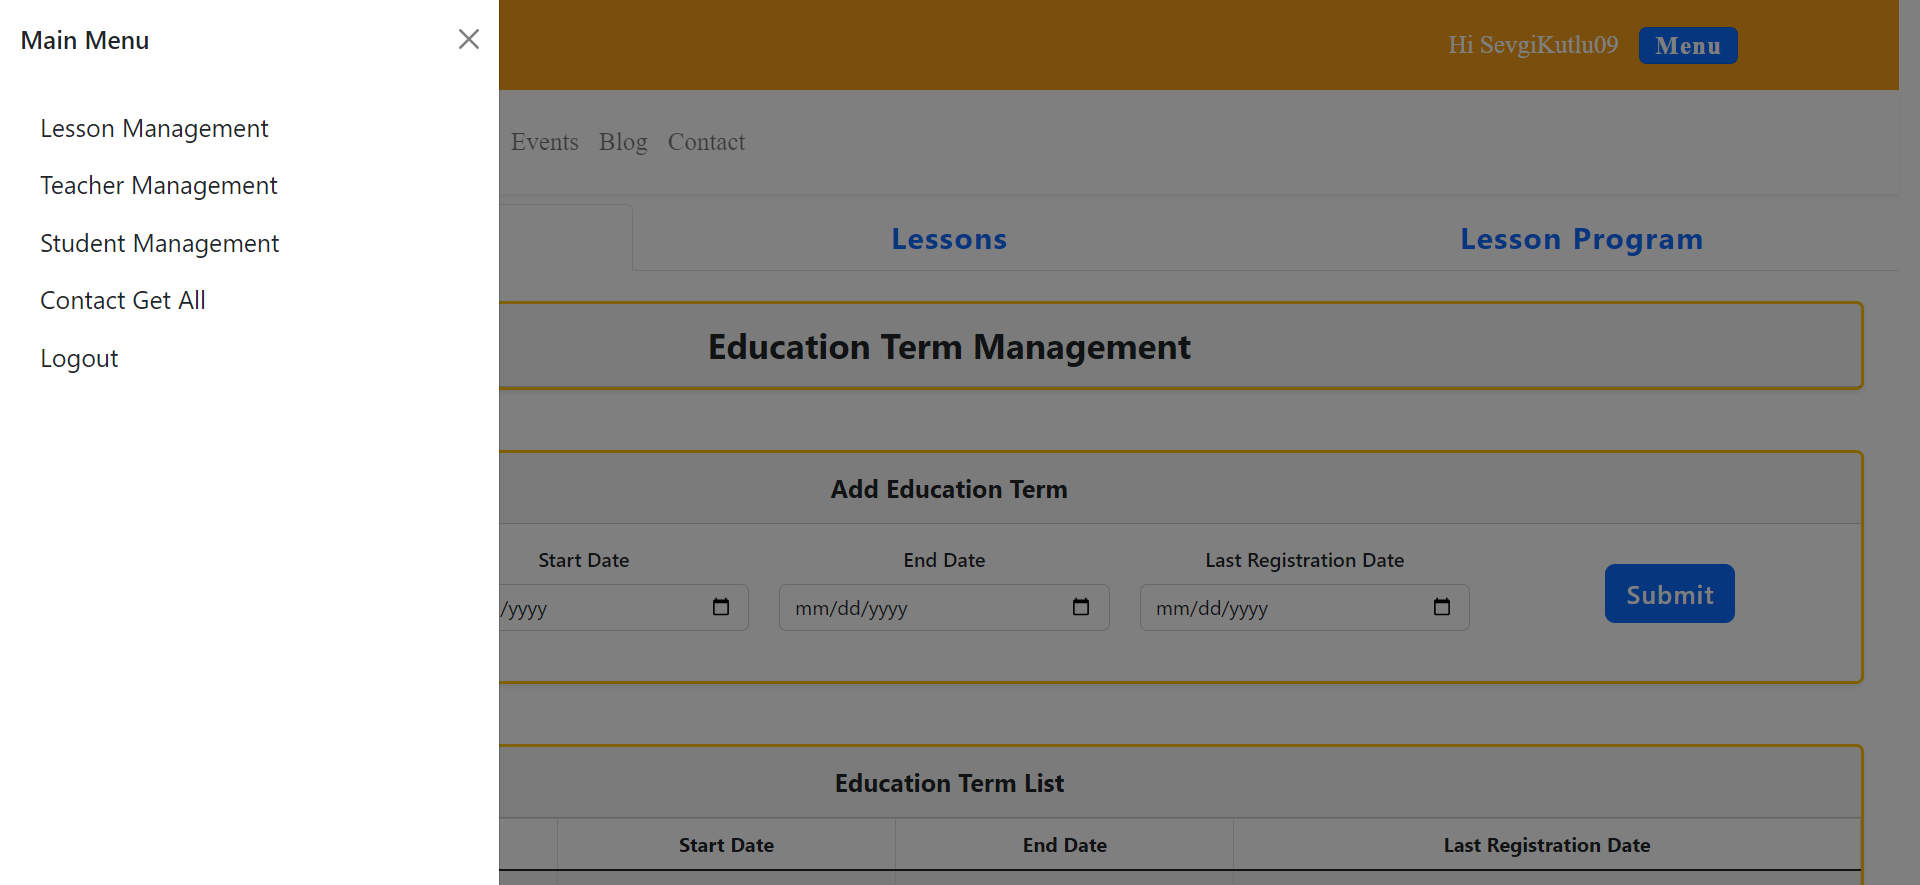 Main Menu
Lesson Management
Teacher Management
Student Management
Contact Get All
Logout
Hi SevgiKutlu09 Menu
Events Blog Contact
Lessons Lesson Program
Education Term Management
Add Education Term
Start Date End Date Last Registration Date
/yyyy mm/dd/yyyy mm/dd/yyyy Submit
Education Term List
Start Date End Date Last Registration Date